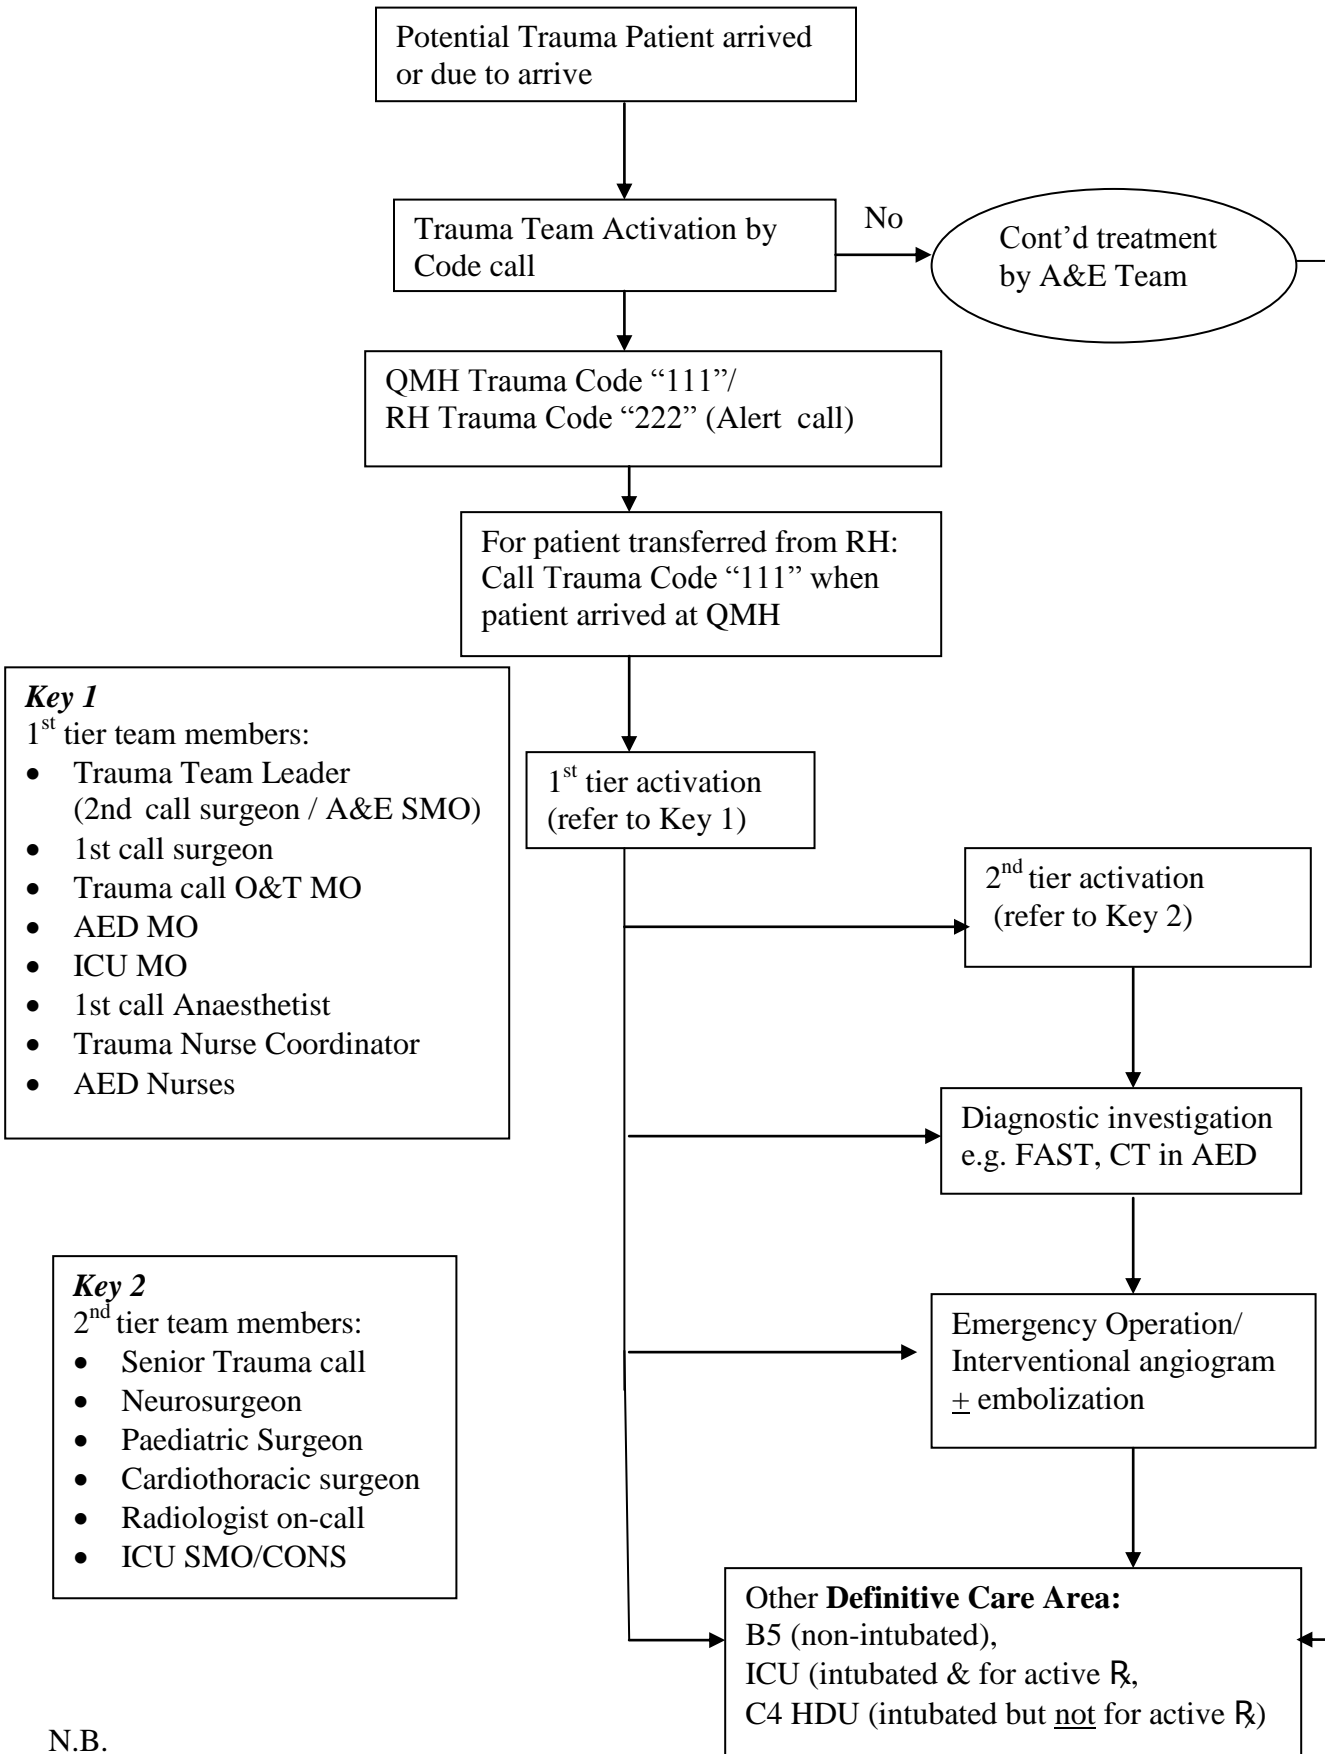 Potential Trauma Patient arrived
or due to arrive
Trauma Team Activation by
Code call
No
Cont’d treatment
by A&E Team
QMH Trauma Code “111”/
RH Trauma Code “222” (Alert call)
For patient transferred from RH:
Call Trauma Code “111” when
patient arrived at QMH
Key 1
1st tier team members:
• Trauma Team Leader
(2nd call surgeon / A&E SMO)
• 1st call surgeon
• Trauma call O&T MO
• AED MO
• ICU MO
• 1st call Anaesthetist
• Trauma Nurse Coordinator
• AED Nurses
1st tier activation
(refer to Key 1)
2nd tier activation
(refer to Key 2)
Diagnostic investigation
e.g. FAST, CT in AED
Key 2
2nd tier team members:
• Senior Trauma call
• Neurosurgeon
• Paediatric Surgeon
• Cardiothoracic surgeon
• Radiologist on-call
• ICU SMO/CONS
Emergency Operation/
Interventional angiogram
± embolization
Other Definitive Care Area:
B5 (non-intubated),
ICU (intubated & for active ℞,
C4 HDU (intubated but not for active ℞)
N.B.